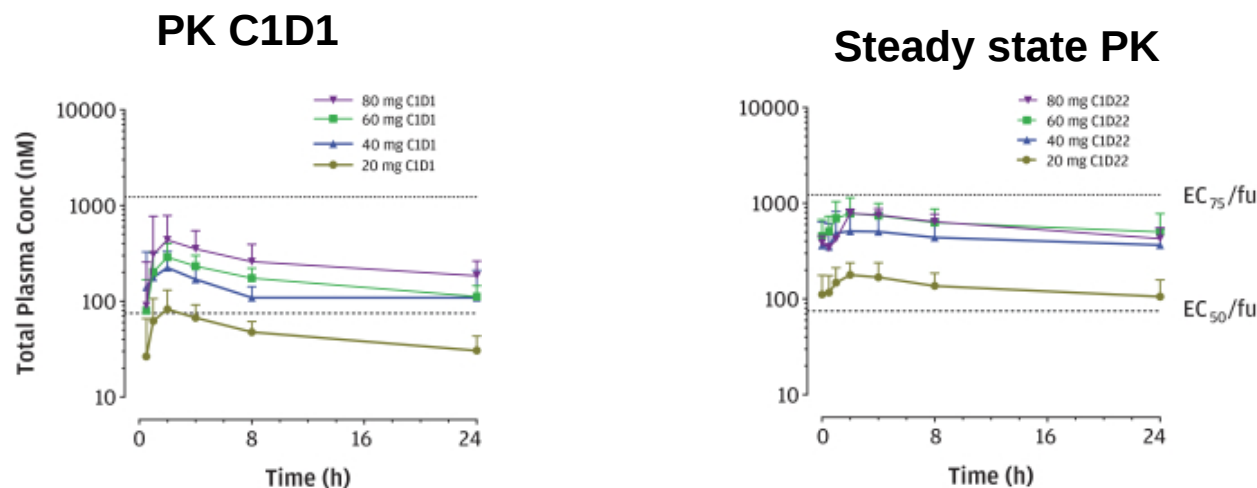 PK C1D1
Total Plasma Conc (nM)
10000
1000
100
10
80 mg C1D1
60 mg C1D1
40 mg C1D1
20 mg C1D1
0
8
16
24
Time (h)
Steady state PK
10000
1000
100
10
80 mg C1D22
60 mg C1D22
40 mg C1D22
20 mg C1D22
EC75/fu
EC50/fu
0
8
16
24
Time (h)